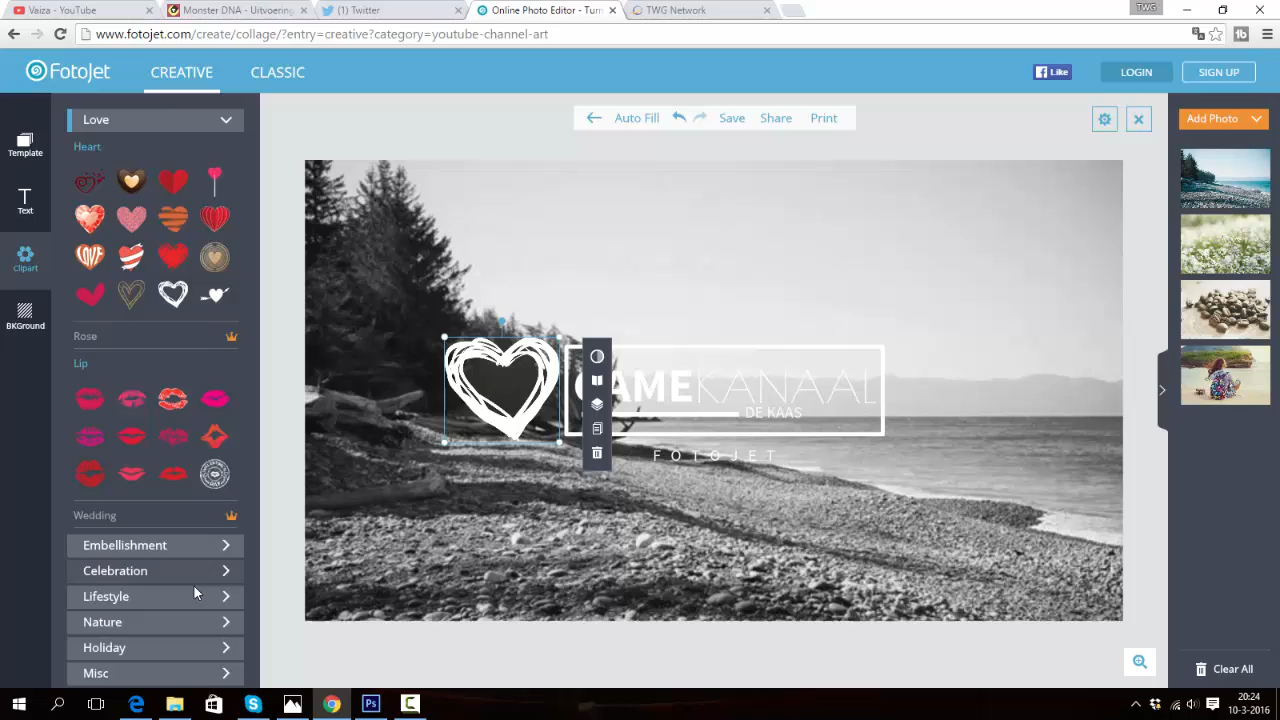 Vaiza - YouTube
Monster DNA - Uitvoering
(1) Twitter
Online Photo Editor - Turn
TWG Network
TWG
www.fotojet.com/create/collage/?entry=creative?category=youtube-channel-art
FotoJet
CREATIVE
CLASSIC
Like
LOGIN
SIGN UP
Template
Text
Clipart
BKGround
Love
Heart
LOVE
Rose
Lip
Wedding
Embellishment
Celebration
Lifestyle
Nature
Holiday
Misc
Auto Fill
Save
Share
Print
KANAAL
DE KAAS
FOTOJET
Add Photo
Clear All
20:24
10-3-2016